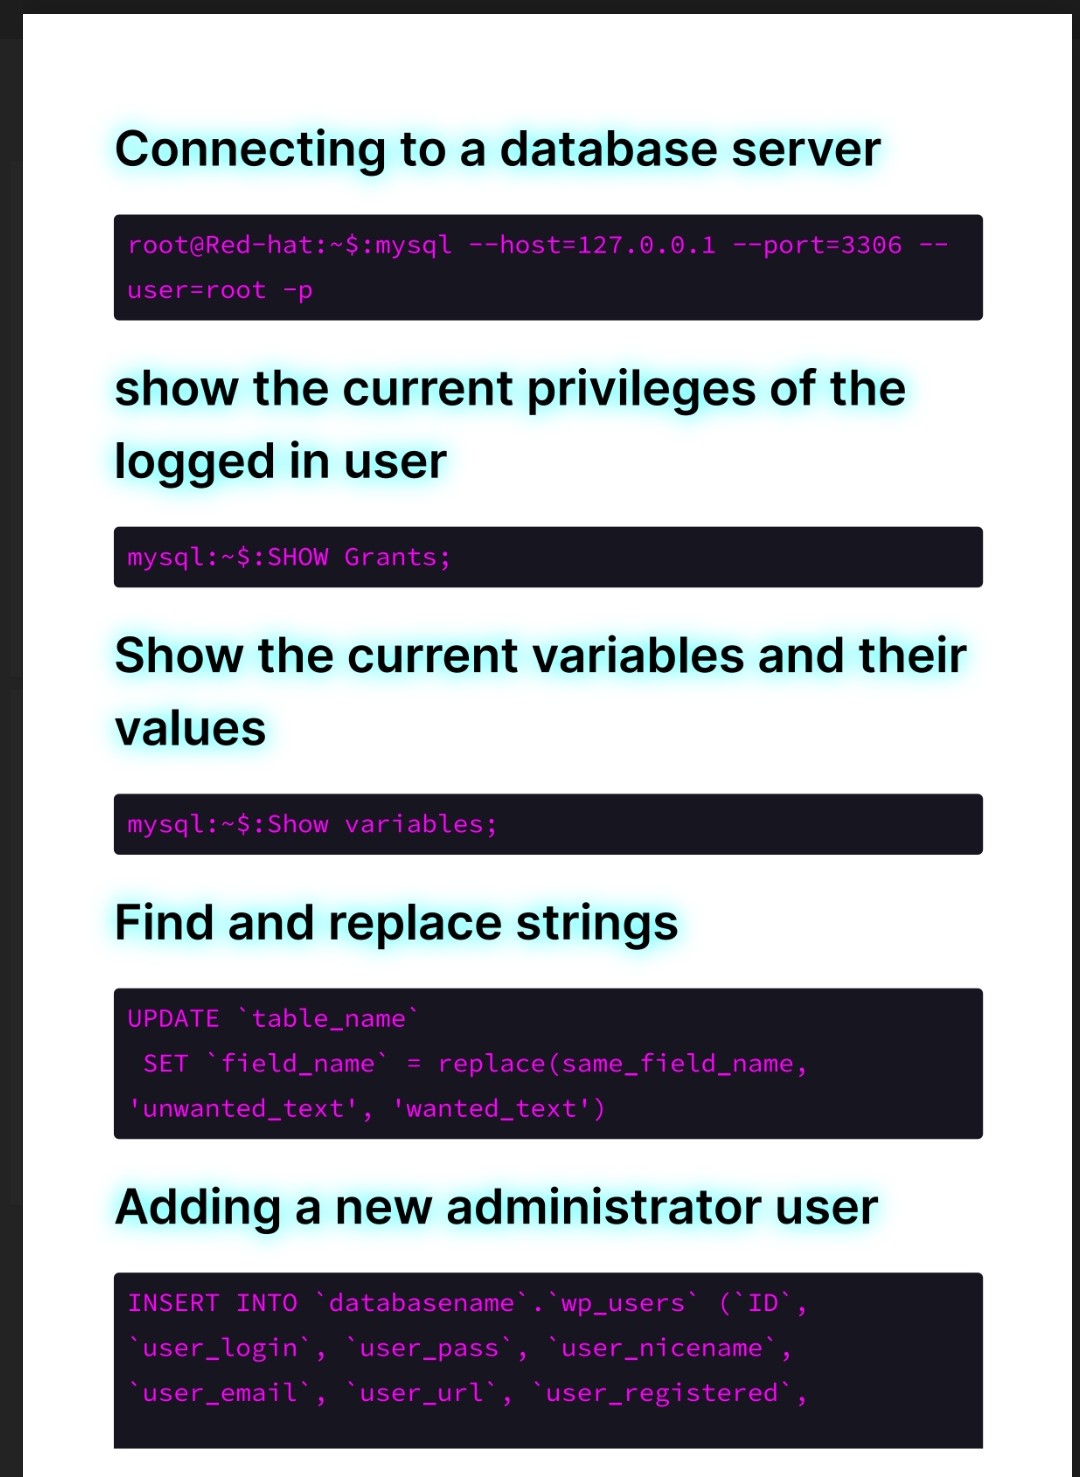 Connecting to a database server
root@Red-hat:~$:mysql --host=127.0.0.1 --port=3306 --
user=root -p
show the current privileges of the
logged in user
mysql:~$:SHOW Grants;
Show the current variables and their
values
mysql:~$:Show variables;
Find and replace strings
UPDATE `table_name`
 SET `field_name` = replace(same_field_name,
'unwanted_text', 'wanted_text')
Adding a new administrator user
INSERT INTO `databasename`.`wp_users` (`ID`,
`user_login`, `user_pass`, `user_nicename`,
`user_email`, `user_url`, `user_registered`,